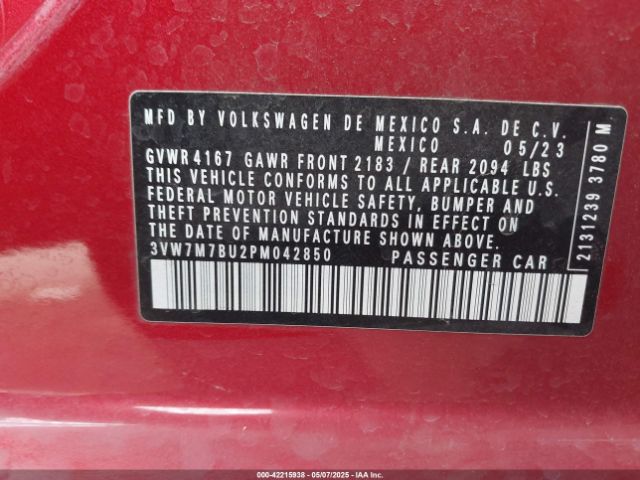 MFD BY VOLKSWAGEN DE MEXICO S.A. DE C.V.
MEXICO 05/23
GVWR 4167 GAWR FRONT 2183 / REAR 2094 LBS
THIS VEHICLE CONFORMS TO ALL APPLICABLE U.S.
FEDERAL MOTOR VEHICLE SAFETY, BUMPER AND
THEFT PREVENTION STANDARDS IN EFFECT ON
THE DATE OF MANUFACTURE SHOWN ABOVE.
3VW7M7BU2PM042850 PASSENGER CAR
2131239 3780 M
000-42215938 - 05/07/2025 - IAAI.COM